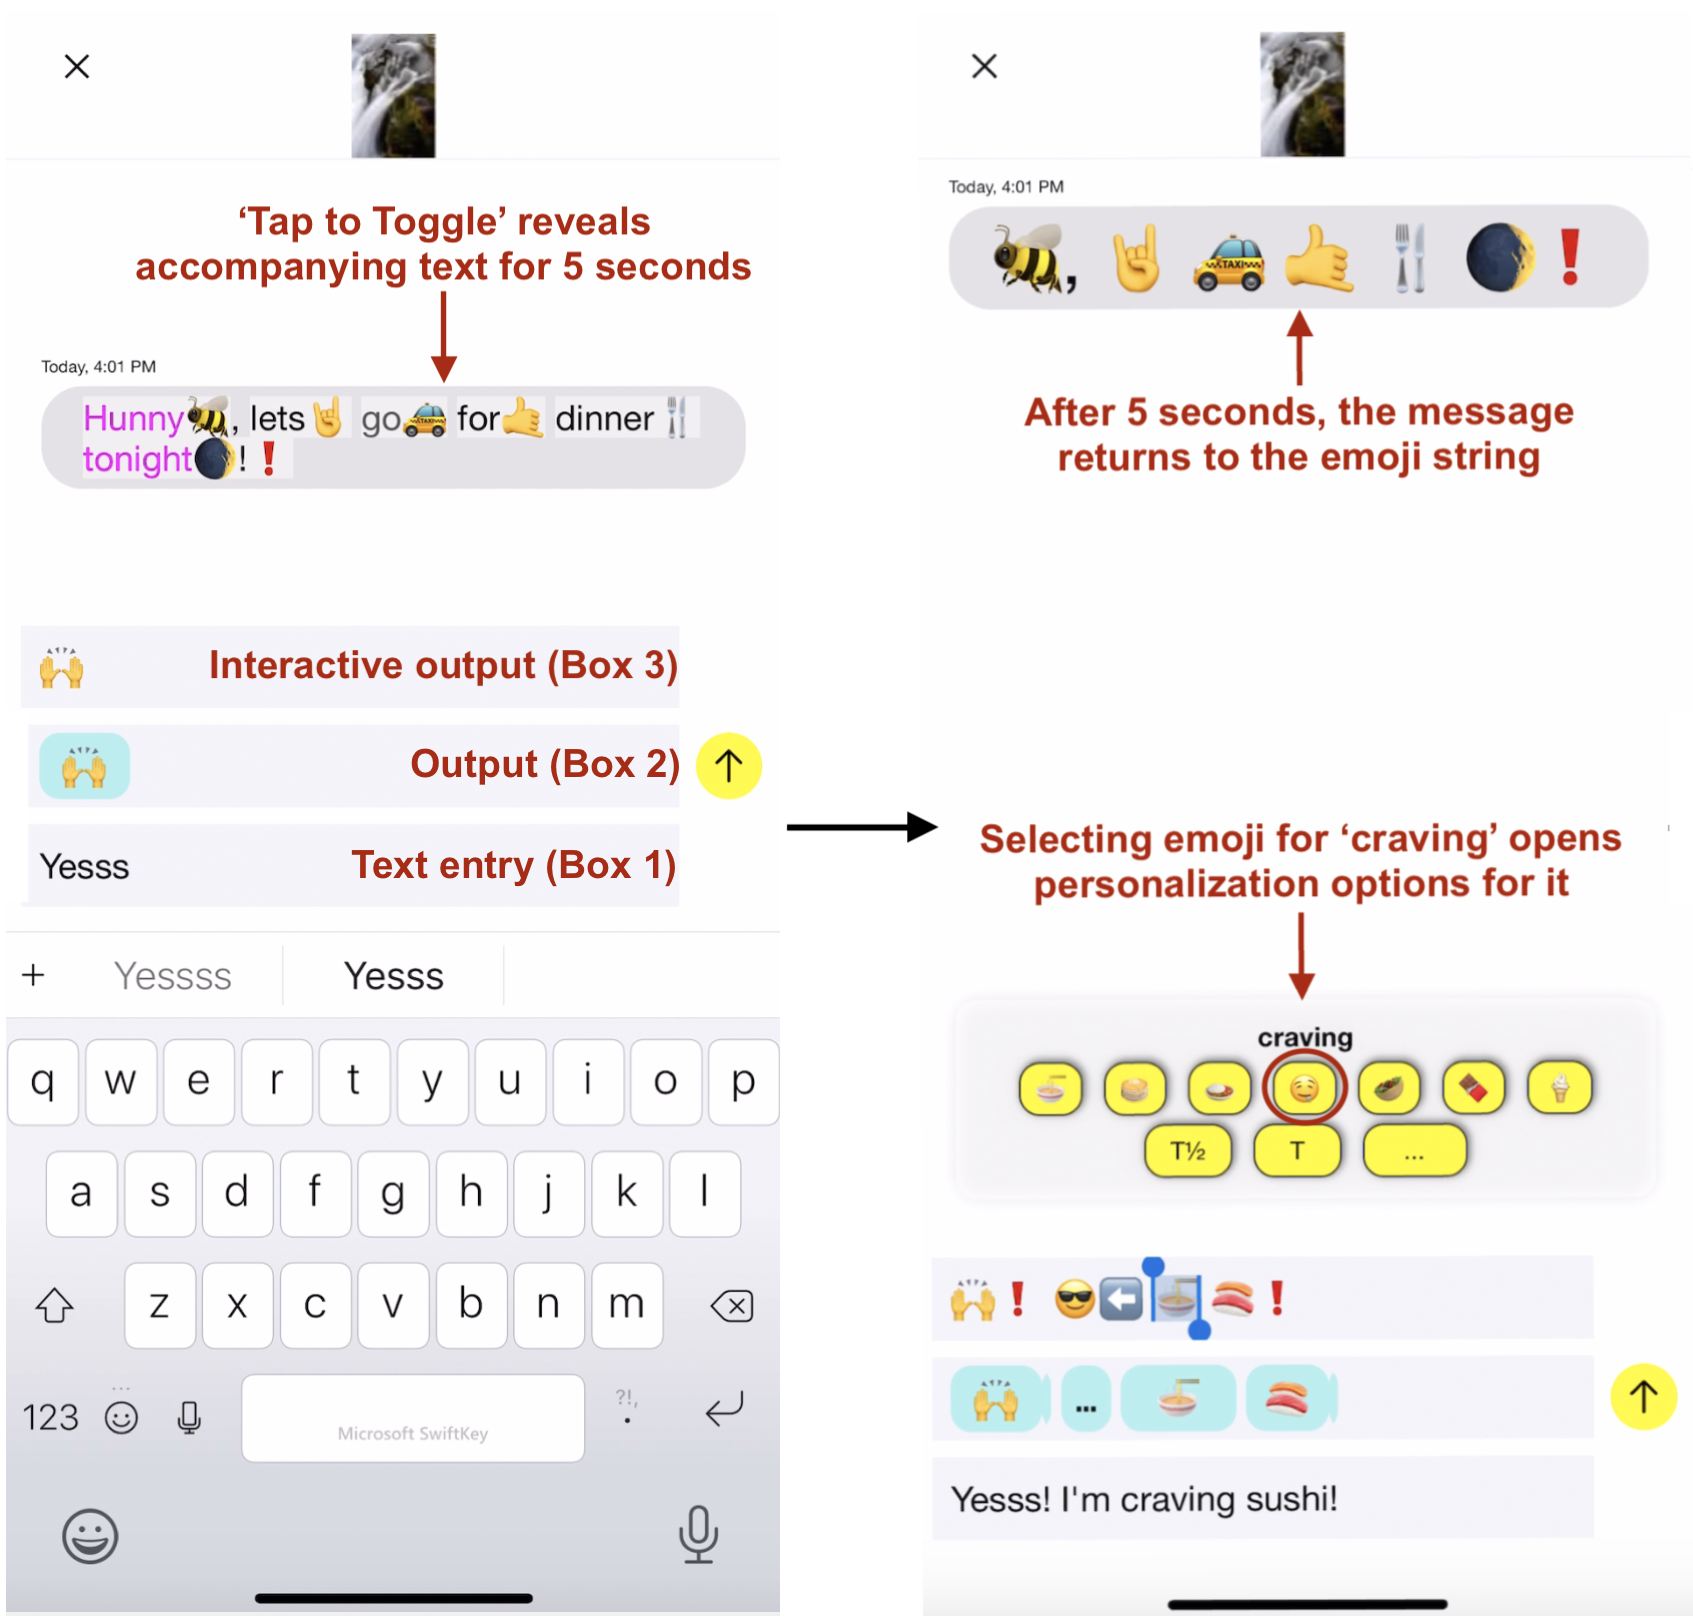 ‘Tap to Toggle’ reveals
accompanying text for 5 seconds
Today, 4:01 PM
Hunny🐝, lets🤘 go🚕 for🤙 dinner🍴
tonight🌒!❗
Interactive output (Box 3)
Output (Box 2)
Yesss Text entry (Box 1)
+ Yessss Yesss
q w e r t y u i o p
a s d f g h j k l
z x c v b n m
123 ?!, .
Microsoft SwiftKey
Today, 4:01 PM
🐝, 🤘 🚕 🤙 🍴 🌒 ❗
TAXI
After 5 seconds, the message
returns to the emoji string
Selecting emoji for ‘craving’ opens
personalization options for it
craving
T½ T ...
🙌❗ 😎⬅️🍜🍣❗
🙌 ... 🍜 🍣
Yesss! I'm craving sushi!